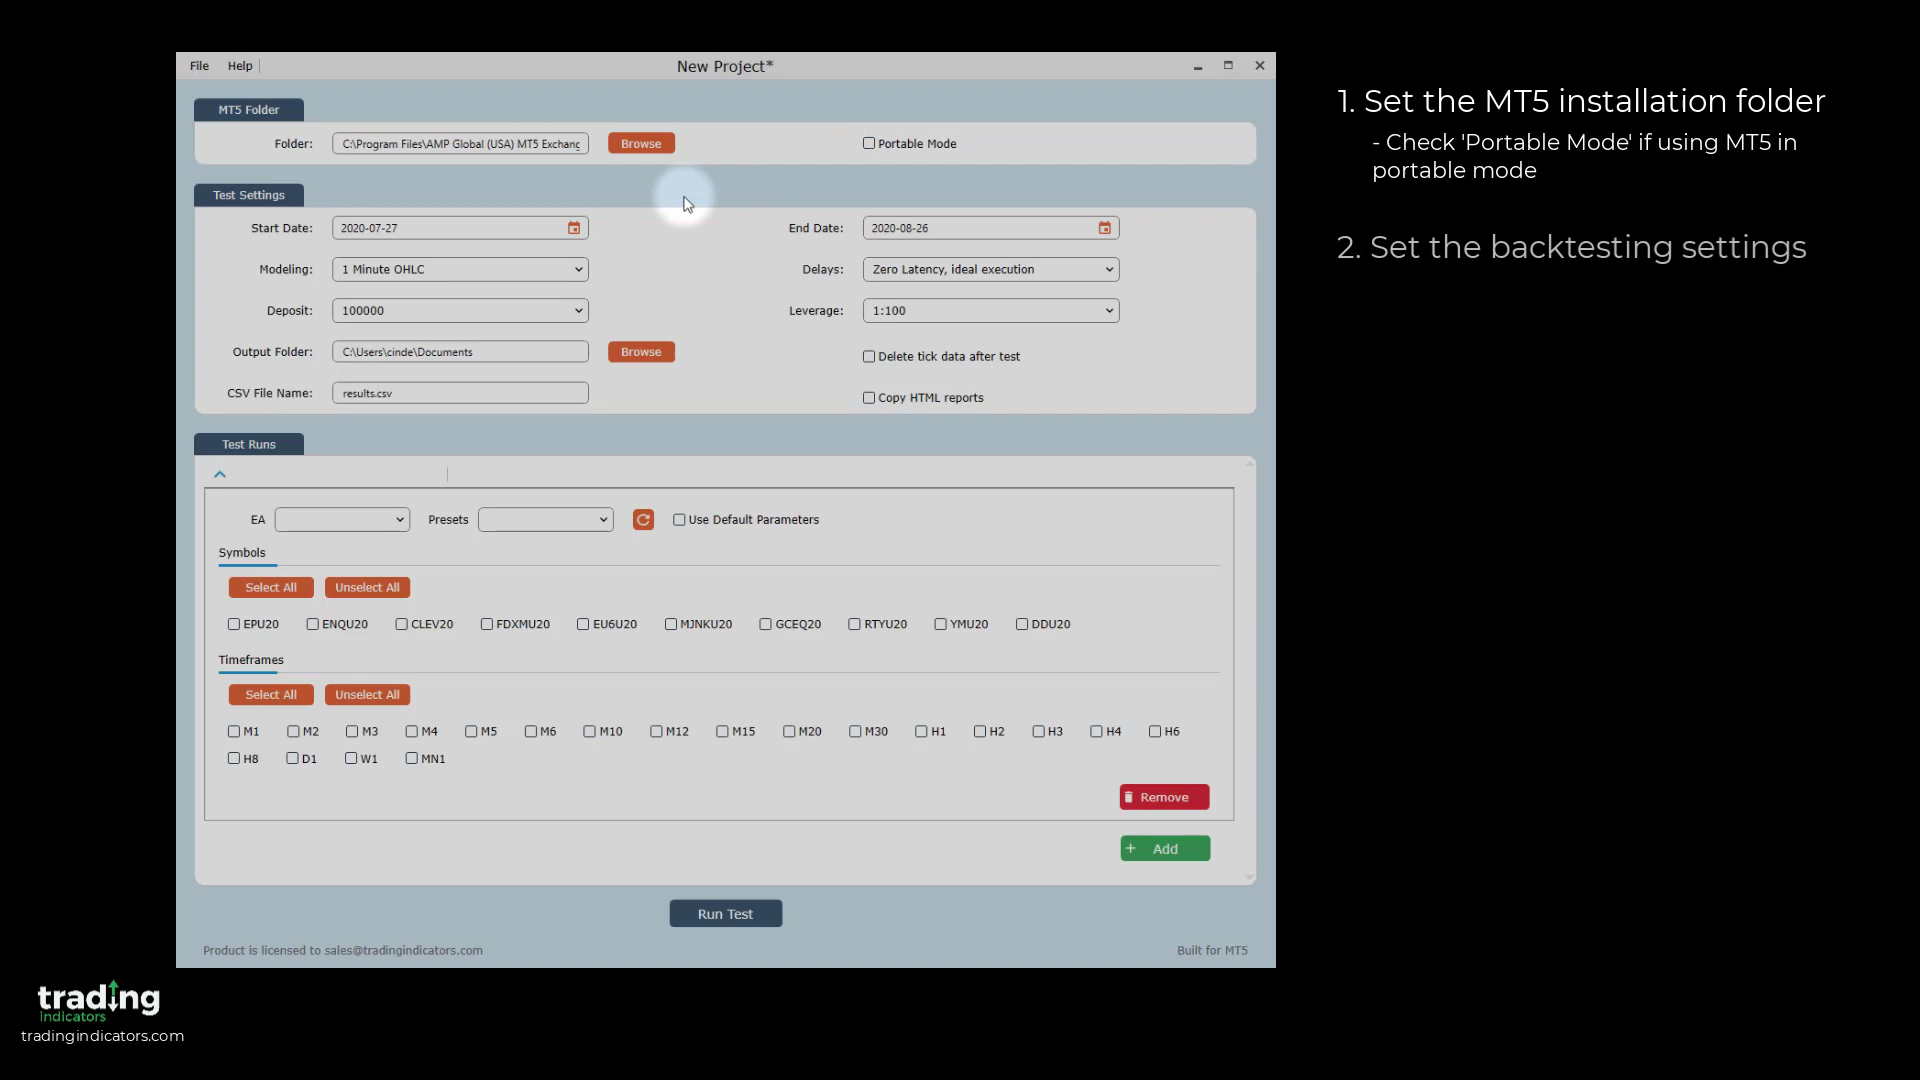 File Help
New Project*
MT5 Folder
Folder: C:\Program Files\AMP Global (USA) MT5 Exchang Browse Portable Mode
Test Settings
Start Date: 2020-07-27 End Date: 2020-08-26
Modeling: 1 Minute OHLC Delays: Zero Latency, ideal execution
Deposit: 100000 Leverage: 1:100
Output Folder: C:\Users\cinde\Documents Browse Delete tick data after test
CSV File Name: results.csv Copy HTML reports
Test Runs
EA Presets Use Default Parameters
Symbols
Select All Unselect All
EPU20 ENQU20 CLEV20 FDXMU20 EU6U20 MJNKU20 GCEQ20 RTYU20 YMU20 DDU20
Timeframes
Select All Unselect All
M1 M2 M3 M4 M5 M6 M10 M12 M15 M20 M30 H1 H2 H3 H4 H6
H8 D1 W1 MN1
Remove
+ Add
Run Test
Product is licensed to sales@tradingindicators.com Built for MT5
1. Set the MT5 installation folder
- Check 'Portable Mode' if using MT5 in
portable mode
2. Set the backtesting settings
trading
indicators
tradingindicators.com